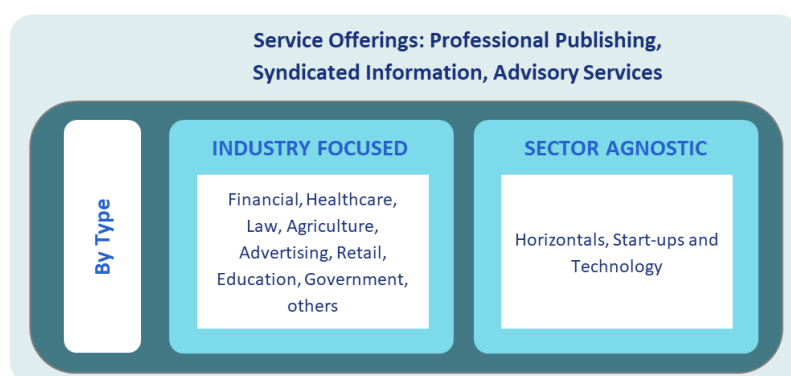 Service Offerings: Professional Publishing,
Syndicated Information, Advisory Services
By Type
INDUSTRY FOCUSED
Financial, Healthcare,
Law, Agriculture,
Advertising, Retail,
Education, Government,
others
SECTOR AGNOSTIC
Horizontals, Start-ups and
Technology